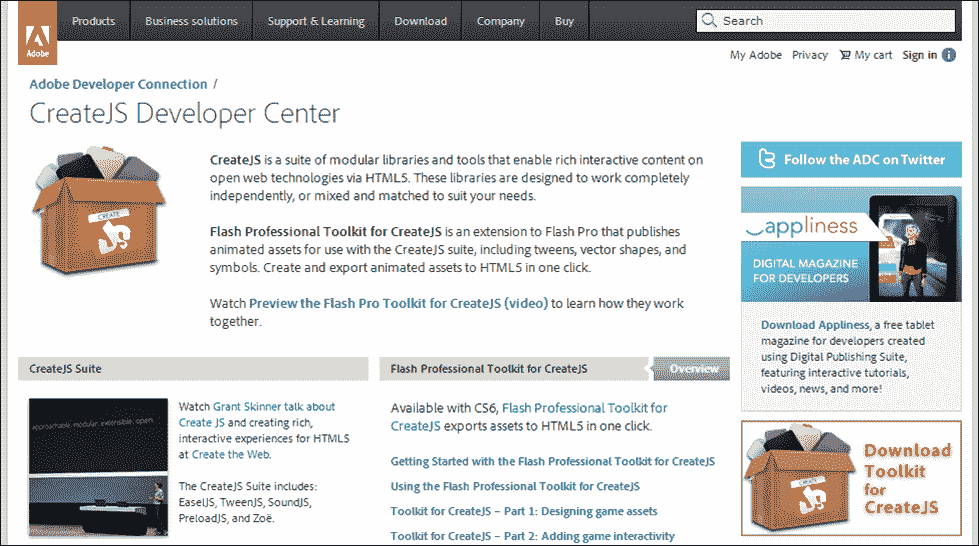 Adobe
Products
Business solutions
Support & Learning
Download
Company
Buy
Search
My Adobe
Privacy
My cart
Sign in
Adobe Developer Connection /
CreateJS Developer Center
CREATE
JS
CreateJS is a suite of modular libraries and tools that enable rich interactive content on
open web technologies via HTML5. These libraries are designed to work completely
independently, or mixed and matched to suit your needs.
Flash Professional Toolkit for CreateJS is an extension to Flash Pro that publishes
animated assets for use with the CreateJS suite, including tweens, vector shapes, and
symbols. Create and export animated assets to HTML5 in one click.
Watch Preview the Flash Pro Toolkit for CreateJS (video) to learn how they work
together.
Follow the ADC on Twitter
appliness
DIGITAL MAGAZINE
FOR DEVELOPERS
Download Appliness, a free tablet
magazine for developers created
using Digital Publishing Suite,
featuring interactive tutorials,
videos, news, and more!
CreateJS Suite
approachable. modular. extensible. open.
Watch Grant Skinner talk about
Create JS and creating rich,
interactive experiences for HTML5
at Create the Web.
The CreateJS Suite includes:
EaselJS, TweenJS, SoundJS,
PreloadJS, and Zoë.
Flash Professional Toolkit for CreateJS
Overview
Available with CS6, Flash Professional Toolkit for
CreateJS exports assets to HTML5 in one click.
Getting Started with the Flash Professional Toolkit for CreateJS
Using the Flash Professional Toolkit for CreateJS
Toolkit for CreateJS – Part 1: Designing game assets
Toolkit for CreateJS – Part 2: Adding game interactivity
CREATE
JS
Download
Toolkit
for
CreateJS